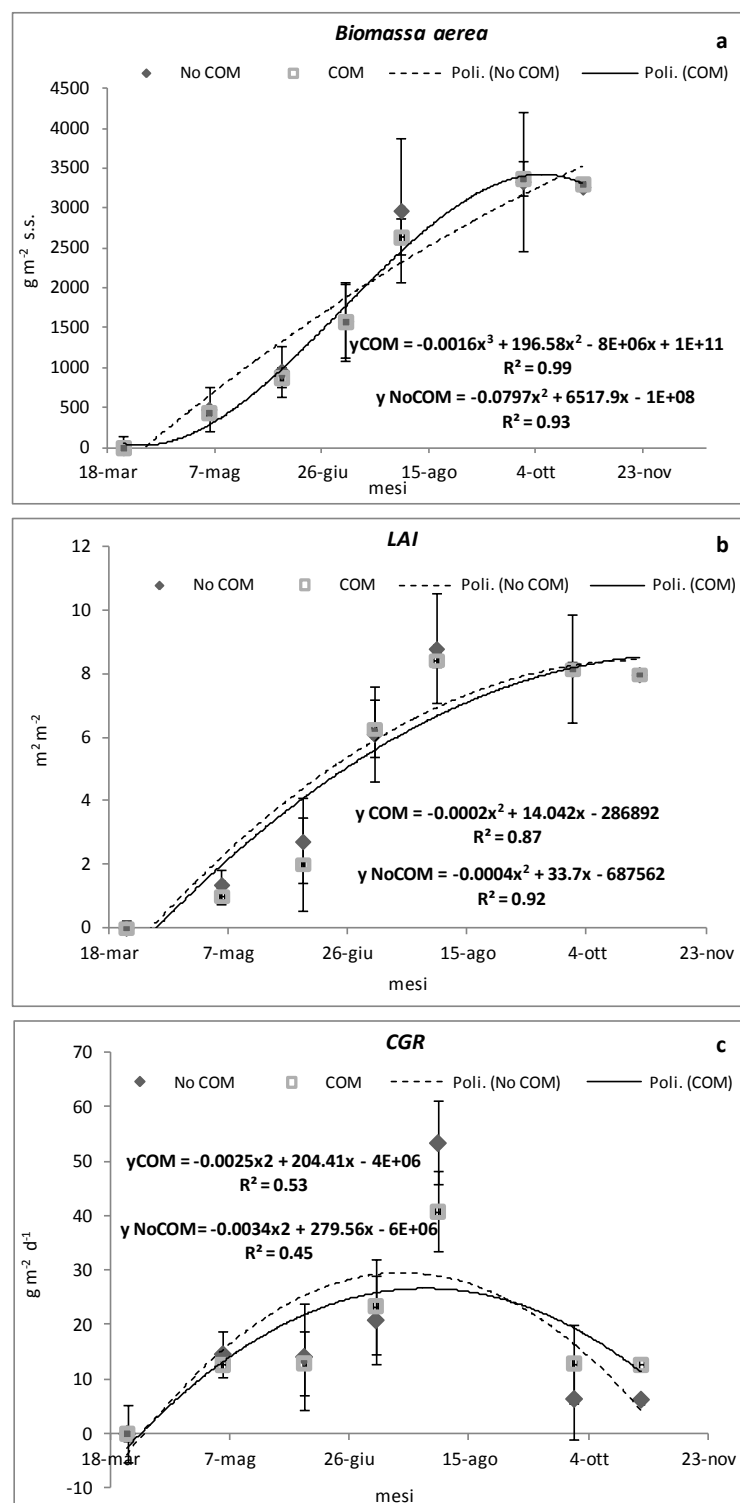 Biomassa aerea
a
No COM COM Poli. (No COM) Poli. (COM)
4500
4000
3500
3000
2500
2000
1500
1000
500
0
g m-2 s.s.
yCOM = -0.0016x³ + 196.58x² - 8E+06x + 1E+11
R² = 0.99
y NoCOM = -0.0797x² + 6517.9x - 1E+08
R² = 0.93
18-mar 7-mag 26-giu 15-ago 4-ott 23-nov
mesi
LAI
b
No COM COM Poli. (No COM) Poli. (COM)
12
10
8
6
4
2
0
m² m-2
y COM = -0.0002x² + 14.042x - 286892
R² = 0.87
y NoCOM = -0.0004x² + 33.7x - 687562
R² = 0.92
18-mar 7-mag 26-giu 15-ago 4-ott 23-nov
mesi
CGR
c
No COM COM Poli. (No COM) Poli. (COM)
70
60
50
40
30
20
10
0
-10
g m-2 d-1
yCOM = -0.0025x2 + 204.41x - 4E+06
R² = 0.53
y NoCOM= -0.0034x2 + 279.56x - 6E+06
R² = 0.45
18-mar 7-mag 26-giu 15-ago 4-ott 23-nov
mesi